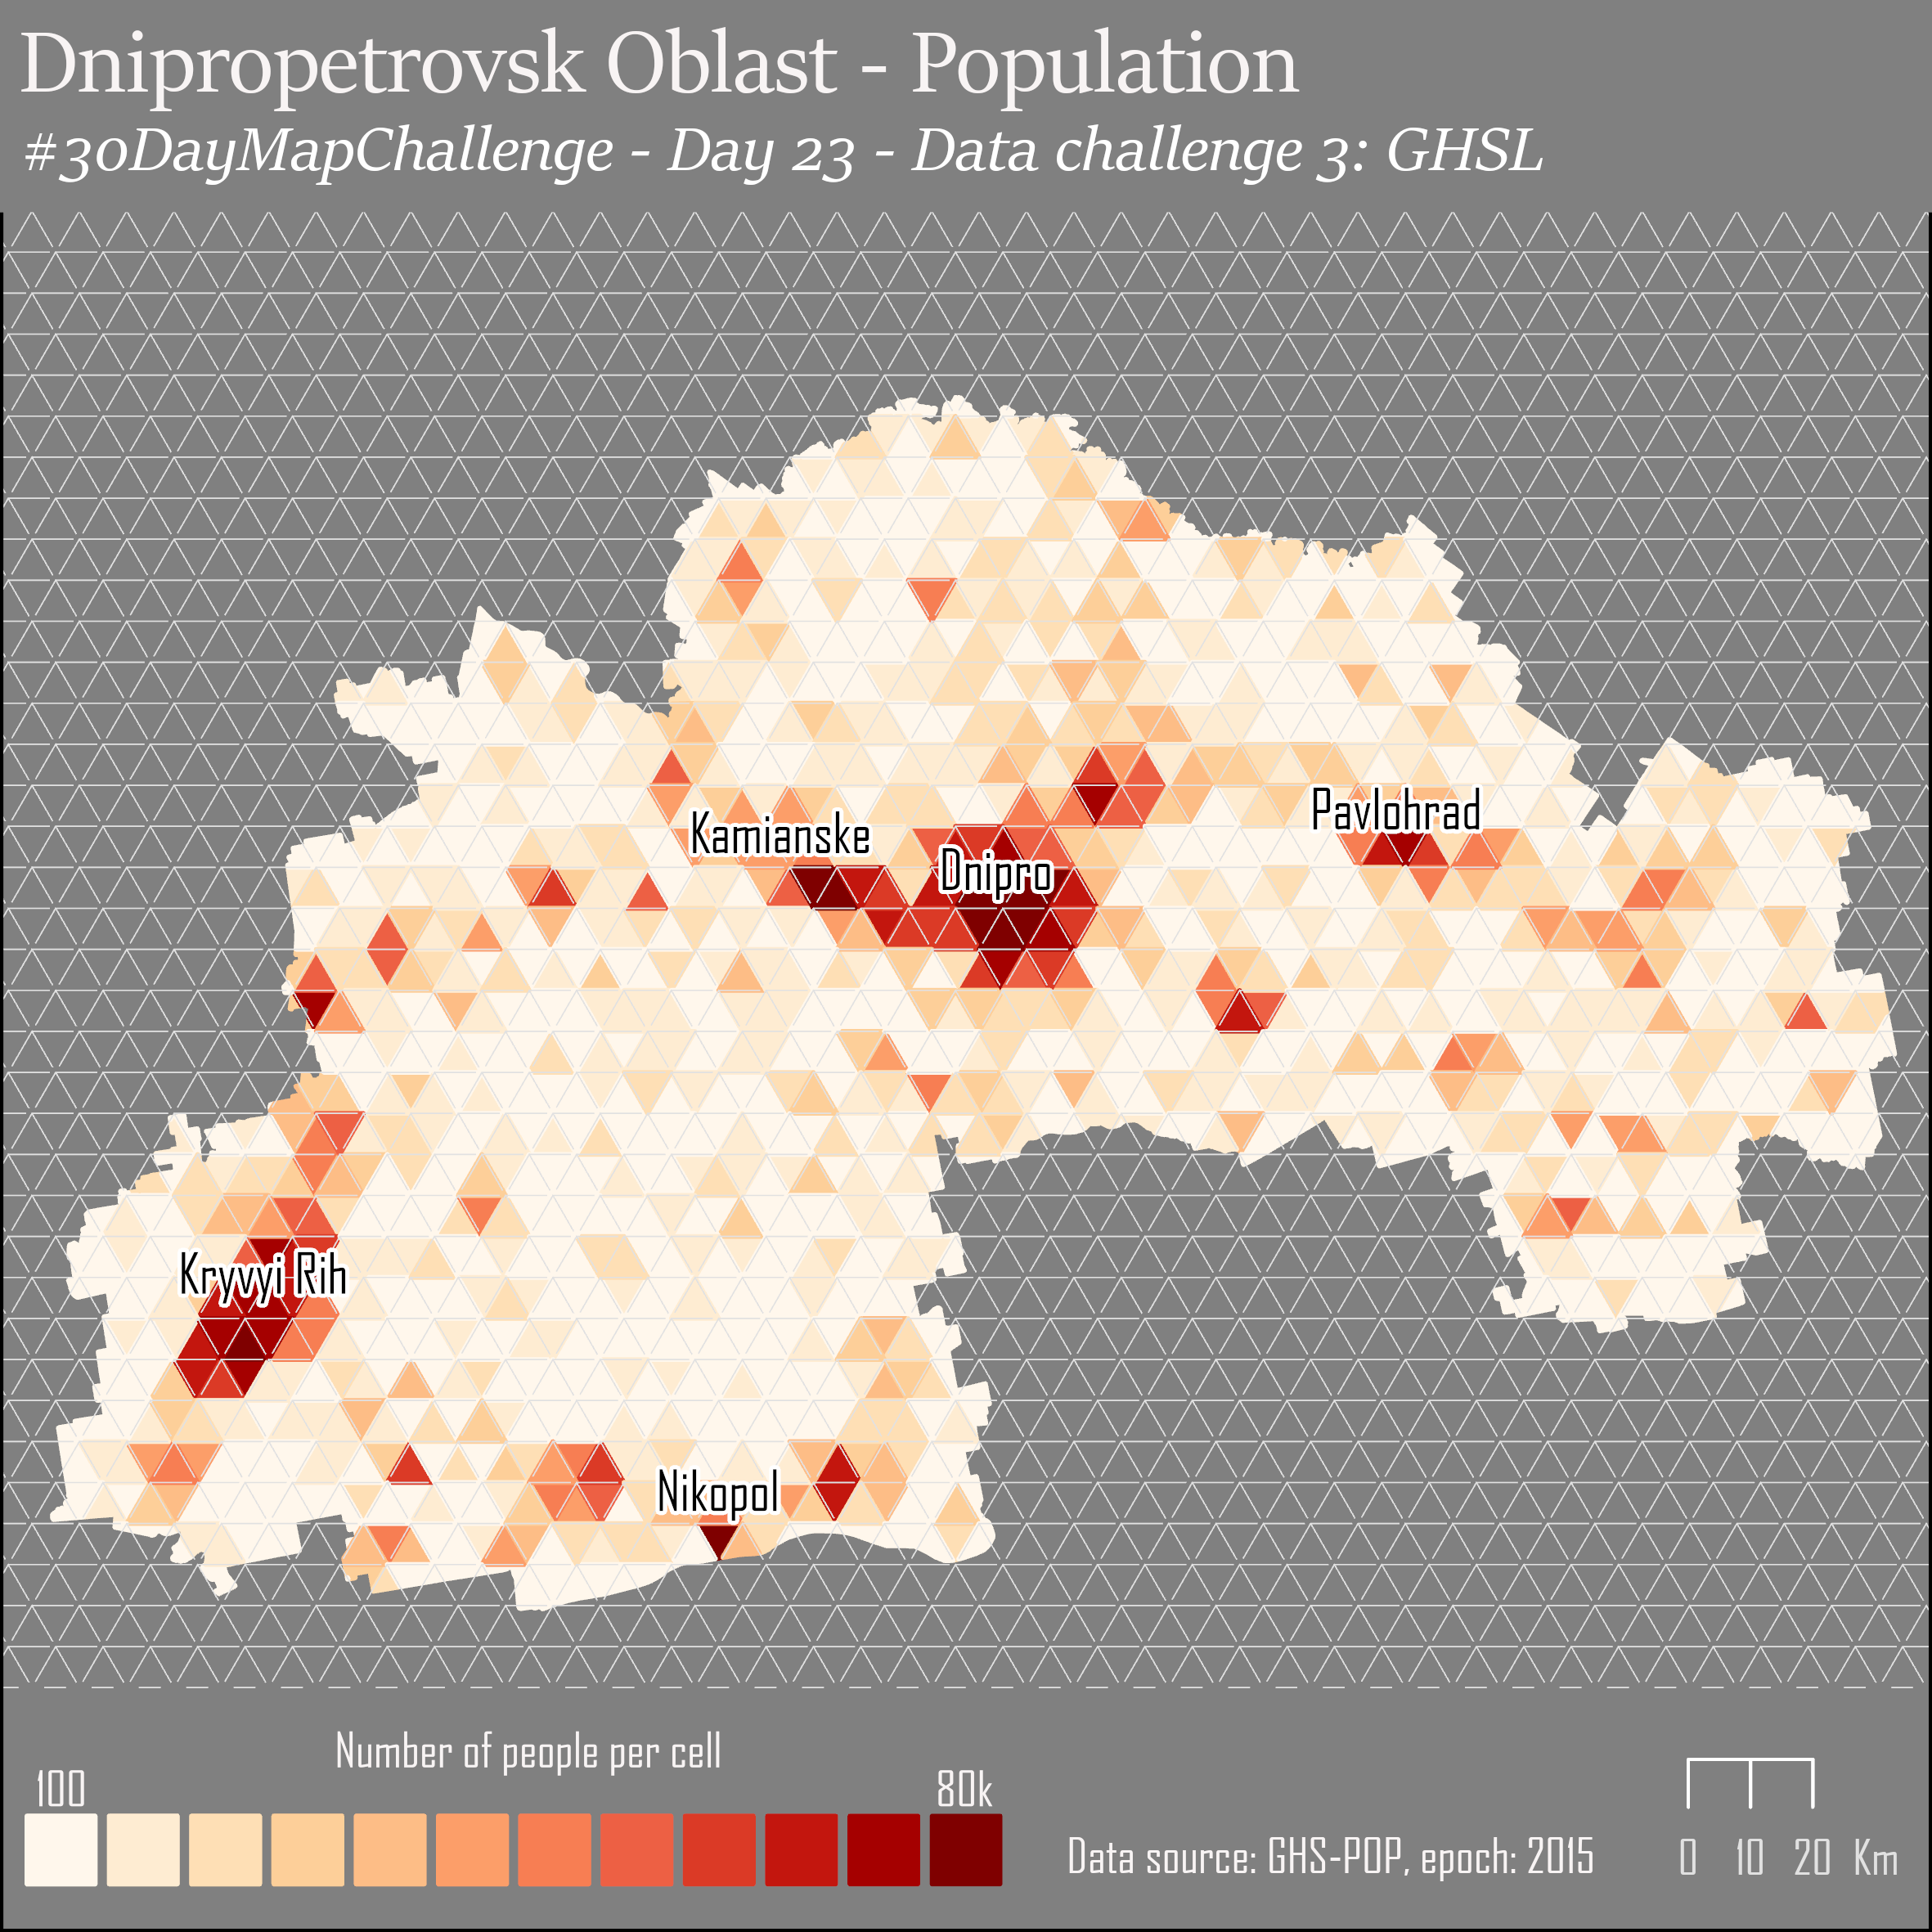 Dnipropetrovsk Oblast - Population
#30DayMapChallenge - Day 23 - Data challenge 3: GHSL
Pavlohrad
Kamianske
Dnipro
Kryvyi Rih
Nikopol
Number of people per cell
100 80k
Data source: GHS-POP, epoch: 2015
0 10 20 Km